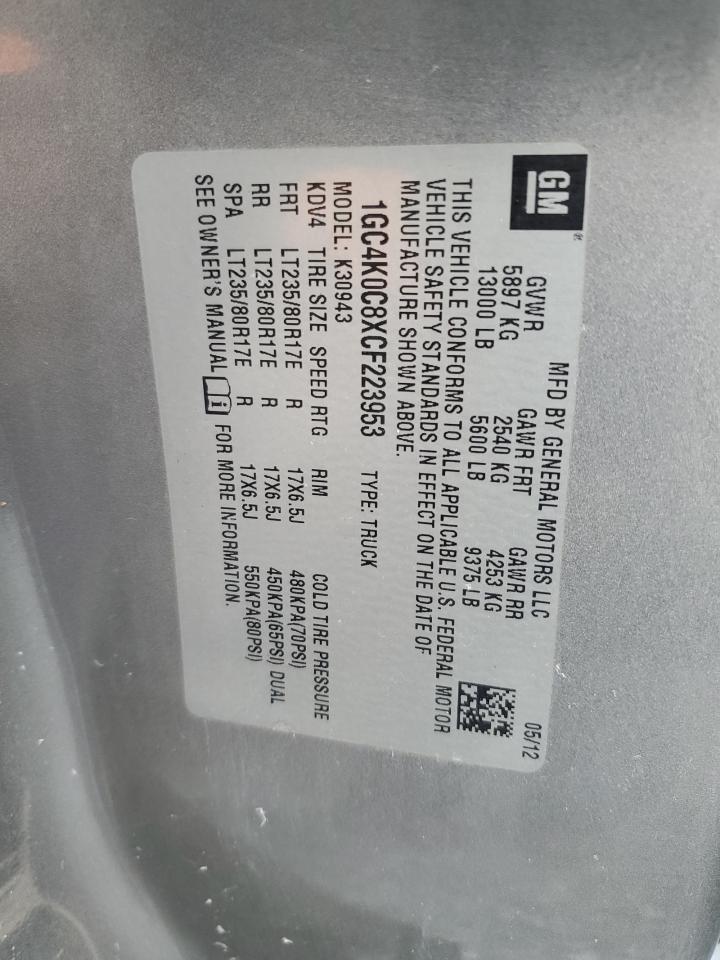 GM®
MFD BY GENERAL MOTORS LLC 05/12
GVWR GAWR FRT GAWR RR
5897 KG 2540 KG 4253 KG
13000 LB 5600 LB 9375 LB
THIS VEHICLE CONFORMS TO ALL APPLICABLE U.S. FEDERAL MOTOR
VEHICLE SAFETY STANDARDS IN EFFECT ON THE DATE OF
MANUFACTURE SHOWN ABOVE.
1GC4K0C8XCF223953 TYPE: TRUCK
MODEL: K30943
KDV4 TIRE SIZE SPEED RTG RIM COLD TIRE PRESSURE
FRT LT235/80R17E R 17X6.5J 480KPA(70PSI)
RR LT235/80R17E R 17X6.5J 450KPA(65PSI) DUAL
SPA LT235/80R17E R 17X6.5J 550KPA(80PSI)
SEE OWNER'S MANUAL i FOR MORE INFORMATION.